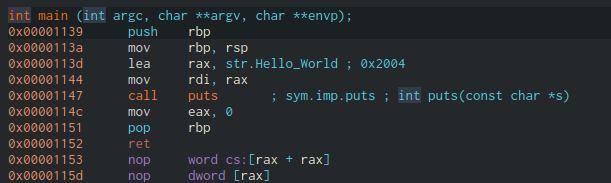 int main (int argc, char **argv, char **envp);
0x00001139 push rbp
0x0000113a mov rbp, rsp
0x0000113d lea rax, str.Hello_World ; 0x2004
0x00001144 mov rdi, rax
0x00001147 call puts ; sym.imp.puts ; int puts(const char *s)
0x0000114c mov eax, 0
0x00001151 pop rbp
0x00001152 ret
0x00001153 nop word cs:[rax + rax]
0x0000115d nop dword [rax]